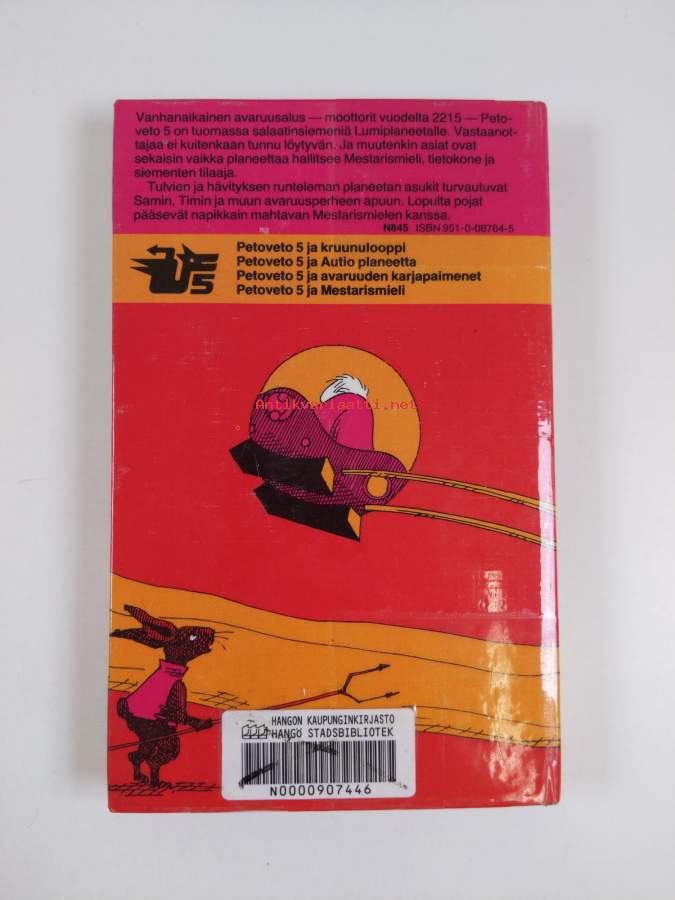 Vanhanaikainen avaruusalus — moottorit vuodelta 2215 — Peto-
veto 5 on tuomassa salaatinsiemeniä Lumiplaneetalle. Vastaanot-
tajaa ei kuitenkaan tunnu löytyvän. Ja muutenkin asiat ovat
sekaisin vaikka planeettaa hallitsee Mestarismieli, tietokone ja
siementen tilaaja.
Tulvien ja hävityksen runteleman planeetan asukit turvautuvat
Samin, Timin ja muun avaruusperheen apuun. Lopulta pojat
pääsevät napikkain mahtavan Mestarismielen kanssa.
N845 ISBN 951-0-08764-5
5
Petoveto 5 ja kruunulooppi
Petoveto 5 ja Autio planeetta
Petoveto 5 ja avaruuden karjapaimenet
Petoveto 5 ja Mestarismieli
Antikvariaatti.net
HANGON KAUPUNGINKIRJASTO
HANGÖ STADSBIBLIOTEK
N0000907446